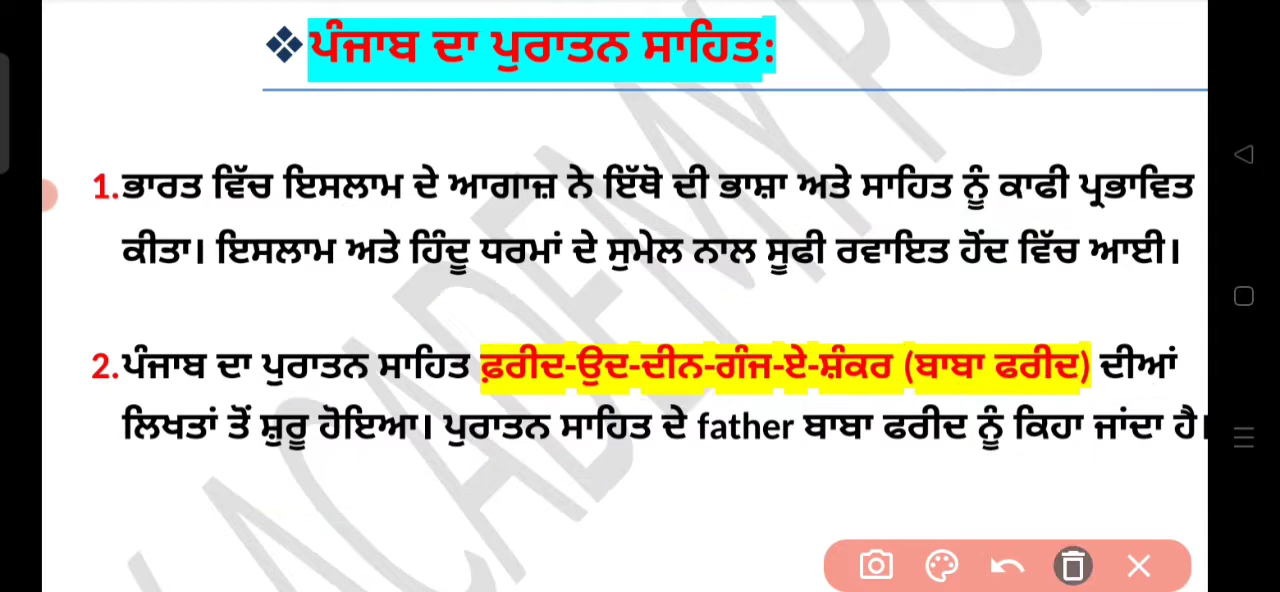 ❖ਪੰਜਾਬ ਦਾ ਪੁਰਾਤਨ ਸਾਹਿਤ:
1.ਭਾਰਤ ਵਿੱਚ ਇਸਲਾਮ ਦੇ ਆਗਾਜ਼ ਨੇ ਇੱਥੋ ਦੀ ਭਾਸ਼ਾ ਅਤੇ ਸਾਹਿਤ ਨੂੰ ਕਾਫੀ ਪ੍ਰਭਾਵਿਤ
ਕੀਤਾ। ਇਸਲਾਮ ਅਤੇ ਹਿੰਦੂ ਧਰਮਾਂ ਦੇ ਸੁਮੇਲ ਨਾਲ ਸੂਫੀ ਰਵਾਇਤ ਹੋਂਦ ਵਿੱਚ ਆਈ।
2.ਪੰਜਾਬ ਦਾ ਪੁਰਾਤਨ ਸਾਹਿਤ ਫ਼ਰੀਦ-ਉਦ-ਦੀਨ-ਗੰਜ-ਏ-ਸ਼ੰਕਰ (ਬਾਬਾ ਫਰੀਦ) ਦੀਆਂ
ਲਿਖਤਾਂ ਤੋਂ ਸ਼ੁਰੂ ਹੋਇਆ। ਪੁਰਾਤਨ ਸਾਹਿਤ ਦੇ father ਬਾਬਾ ਫਰੀਦ ਨੂੰ ਕਿਹਾ ਜਾਂਦਾ ਹੈ।
ACADEMY